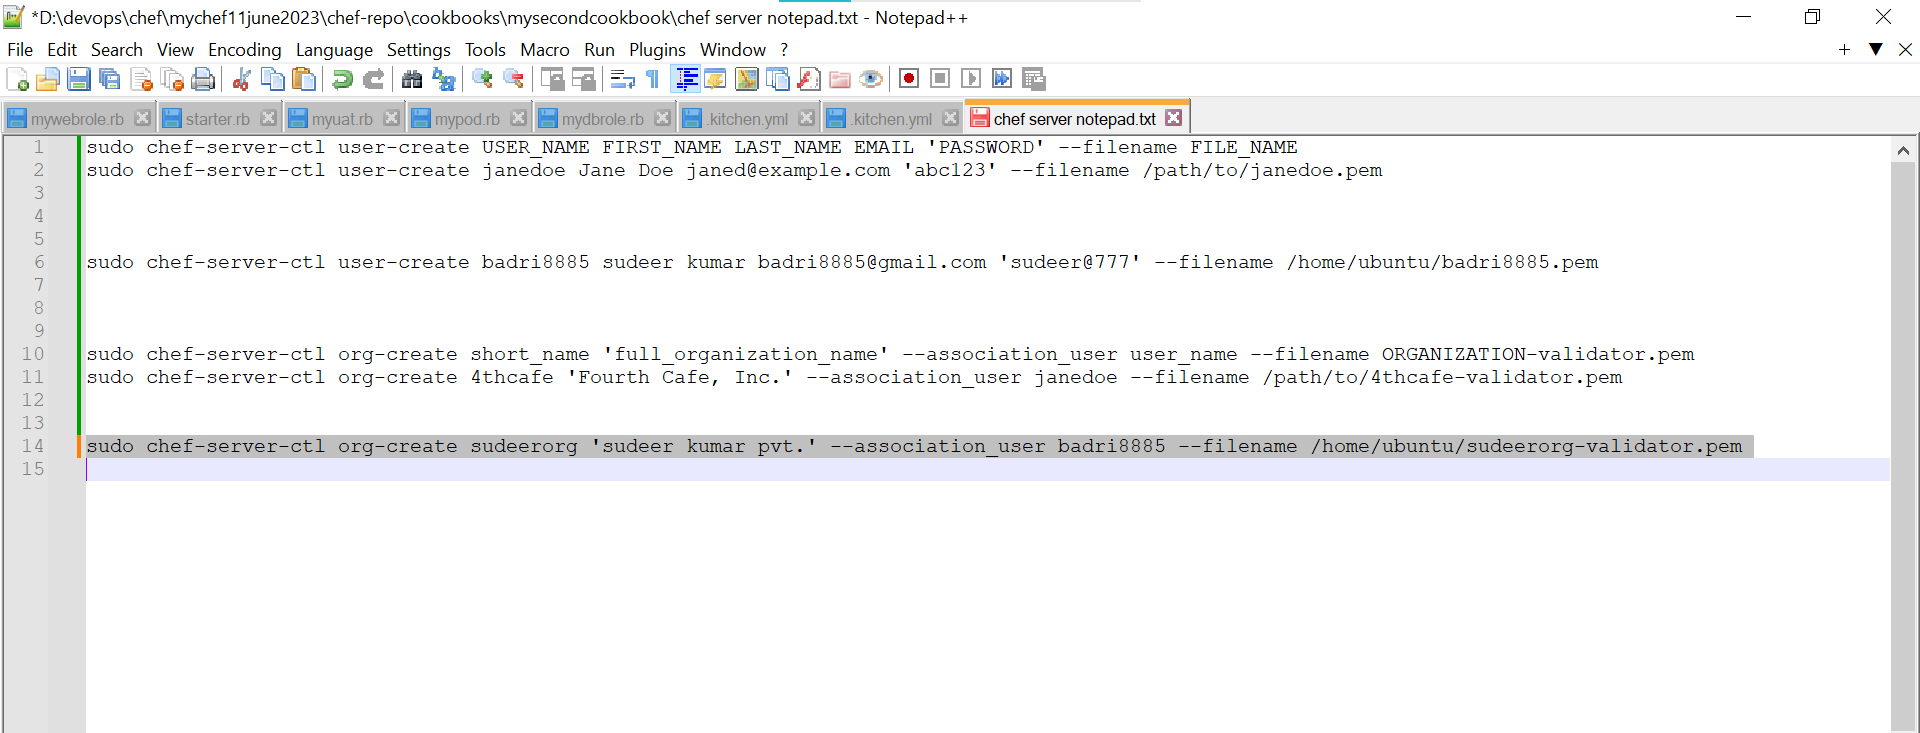 *D:\devops\chef\mychef11june2023\chef-repo\cookbooks\mysecondcookbook\chef server notepad.txt - Notepad++
File Edit Search View Encoding Language Settings Tools Macro Run Plugins Window ?
mywebrole.rb starter.rb myuat.rb mypod.rb mydbrole.rb .kitchen.yml .kitchen.yml chef server notepad.txt
1 sudo chef-server-ctl user-create USER_NAME FIRST_NAME LAST_NAME EMAIL 'PASSWORD' --filename FILE_NAME
2 sudo chef-server-ctl user-create janedoe Jane Doe janed@example.com 'abc123' --filename /path/to/janedoe.pem
3
4
5
6 sudo chef-server-ctl user-create badri8885 sudeer kumar badri8885@gmail.com 'sudeer@777' --filename /home/ubuntu/badri8885.pem
7
8
9
10 sudo chef-server-ctl org-create short_name 'full_organization_name' --association_user user_name --filename ORGANIZATION-validator.pem
11 sudo chef-server-ctl org-create 4thcafe 'Fourth Cafe, Inc.' --association_user janedoe --filename /path/to/4thcafe-validator.pem
12
13
14 sudo chef-server-ctl org-create sudeerorg 'sudeer kumar pvt.' --association_user badri8885 --filename /home/ubuntu/sudeerorg-validator.pem
15